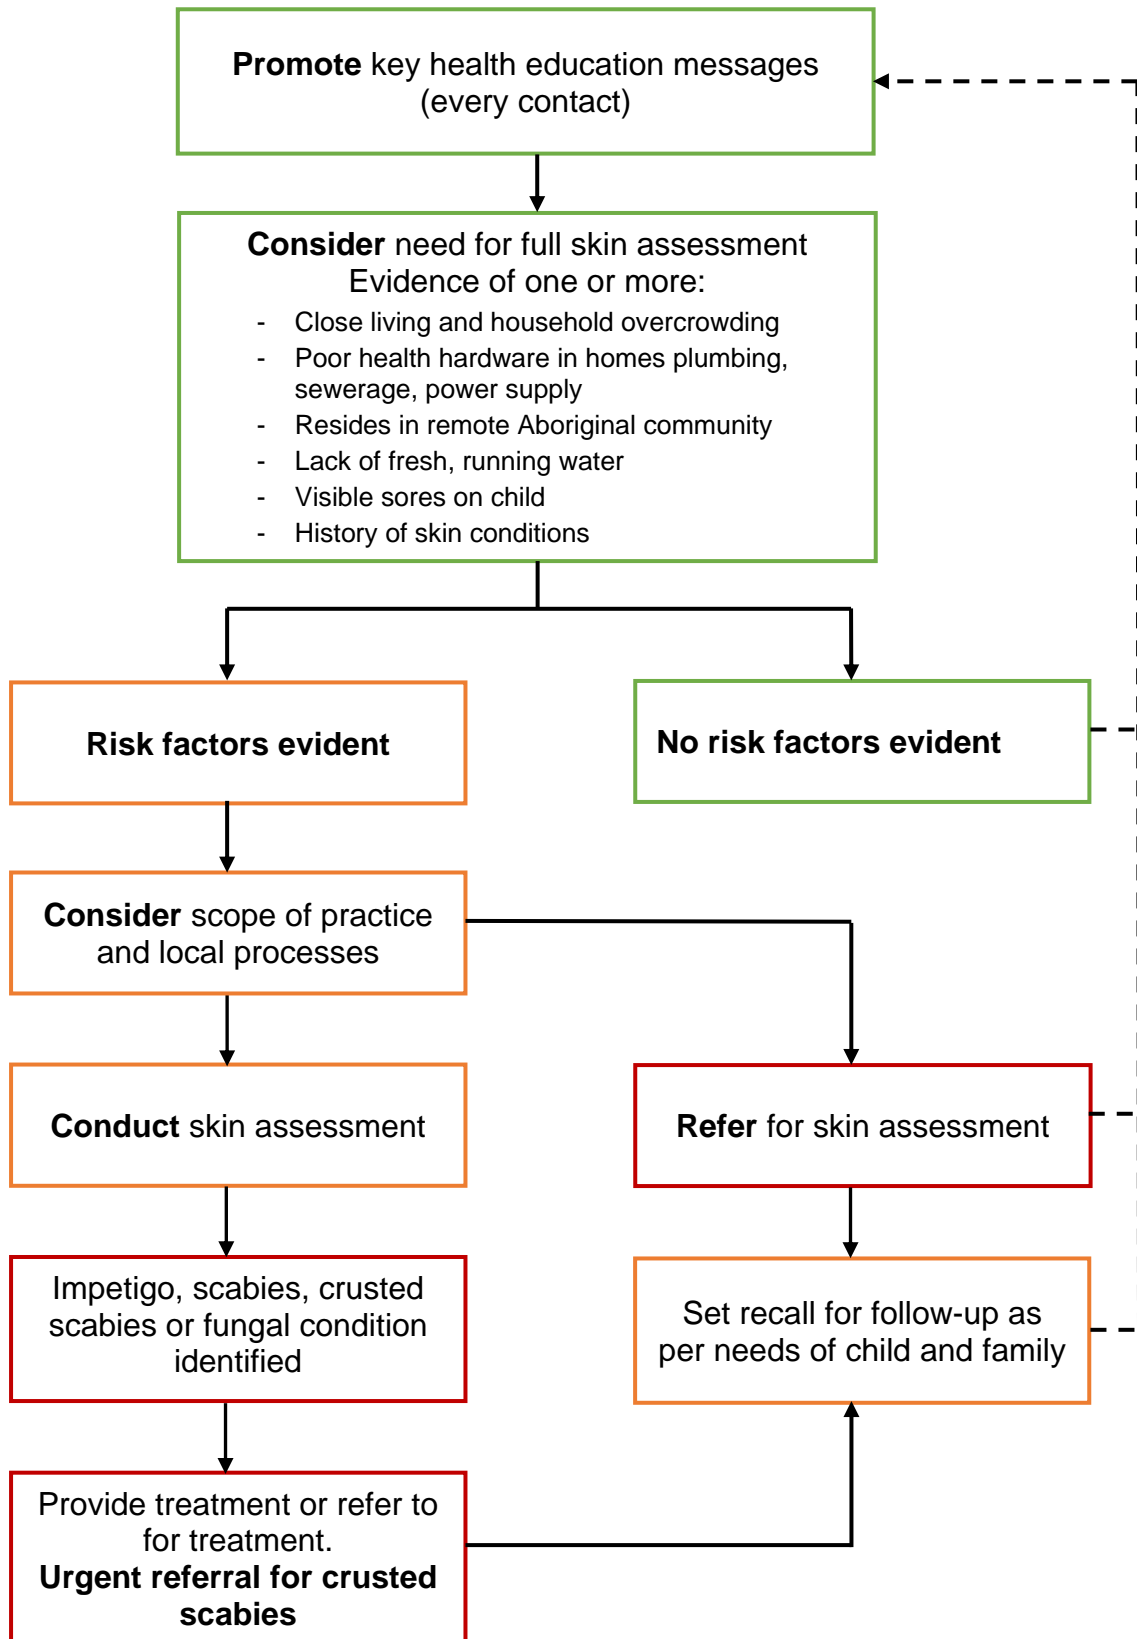 Promote key health education messages
(every contact)
Consider need for full skin assessment
Evidence of one or more:
- Close living and household overcrowding
- Poor health hardware in homes plumbing,
sewerage, power supply
- Resides in remote Aboriginal community
- Lack of fresh, running water
- Visible sores on child
- History of skin conditions
Risk factors evident
No risk factors evident
Consider scope of practice
and local processes
Conduct skin assessment
Refer for skin assessment
Impetigo, scabies, crusted
scabies or fungal condition
identified
Set recall for follow-up as
per needs of child and family
Provide treatment or refer to
for treatment.
Urgent referral for crusted
scabies